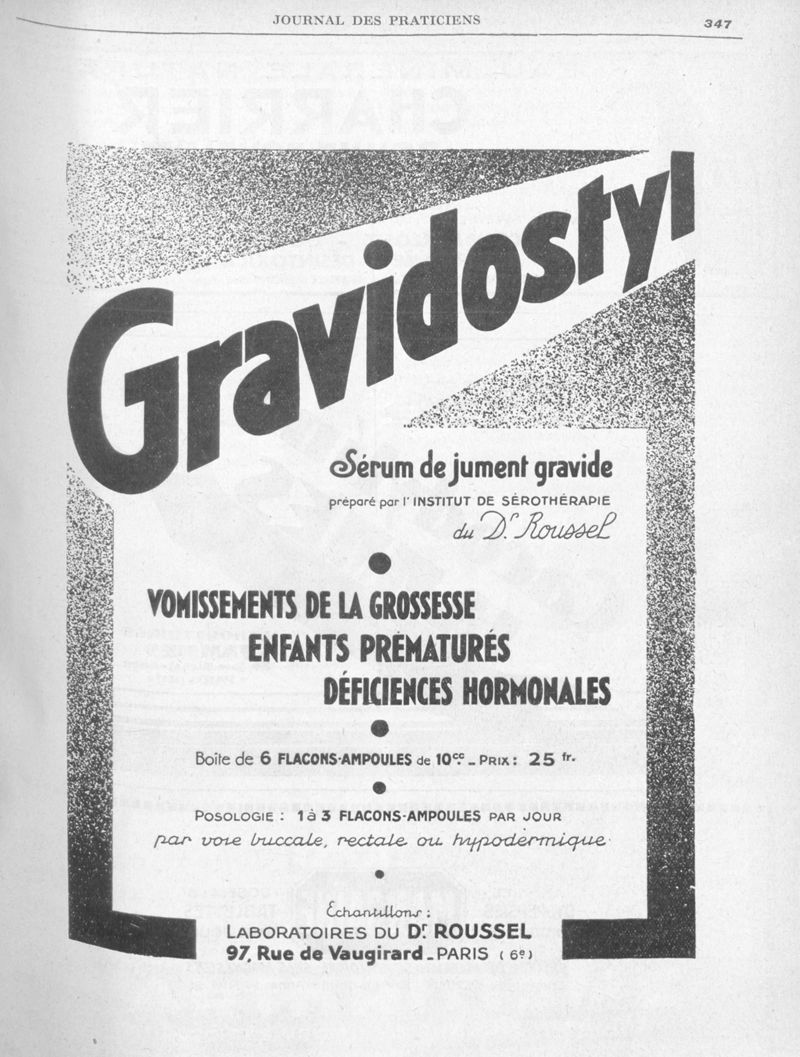 JOURNAL DES PRATICIENS
347
Gravidostyl
Sérum de jument gravide
préparé par l'INSTITUT DE SÉROTHÉRAPIE
du Dr. Roussel
VOMISSEMENTS DE LA GROSSESSE
ENFANTS PRÉMATURÉS
DÉFICIENCES HORMONALES
Boîte de 6 FLACONS-AMPOULES de 10cc - PRIX : 25 fr.
POSOLOGIE : 1 à 3 FLACONS-AMPOULES PAR JOUR
par voie buccale, rectale ou hypodermique
Échantillons :
LABORATOIRES DU Dr ROUSSEL
97, Rue de Vaugirard - PARIS (6e)